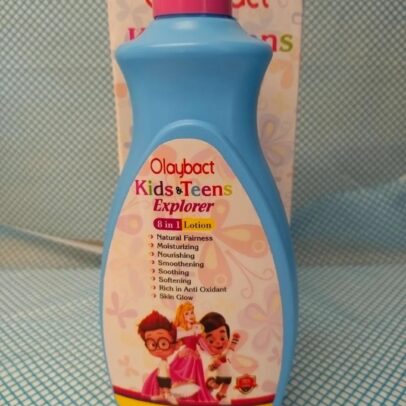 Olaybact
Kids & Teens
Explorer
8 in 1 Lotion
Natural Fairness
Moisturizing
Nourishing
Smoothening
Soothing
Softening
Rich in Anti Oxidant
Skin Glow